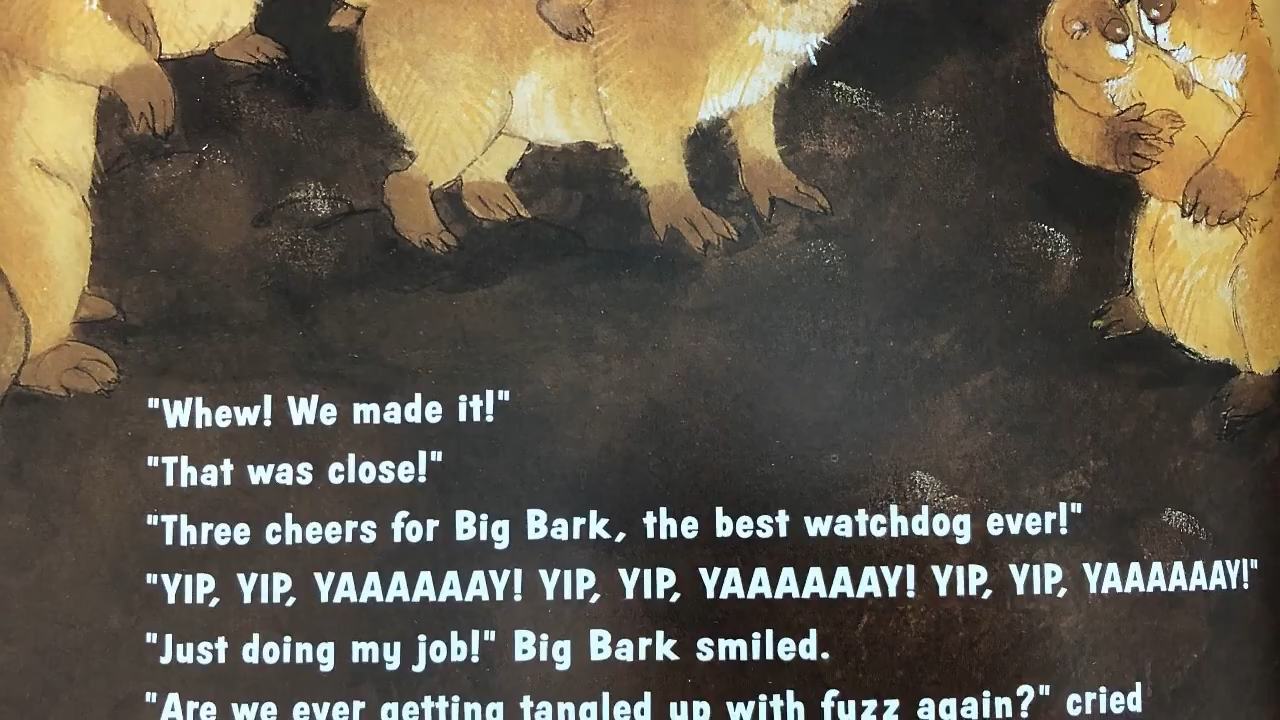 "Whew! We made it!"
"That was close!"
"Three cheers for Big Bark, the best watchdog ever!"
"YIP, YIP, YAAAAAAY! YIP, YIP, YAAAAAAY! YIP, YIP, YAAAAAAY!"
"Just doing my job!" Big Bark smiled.
"Are we ever getting tangled up with fuzz again?" cried